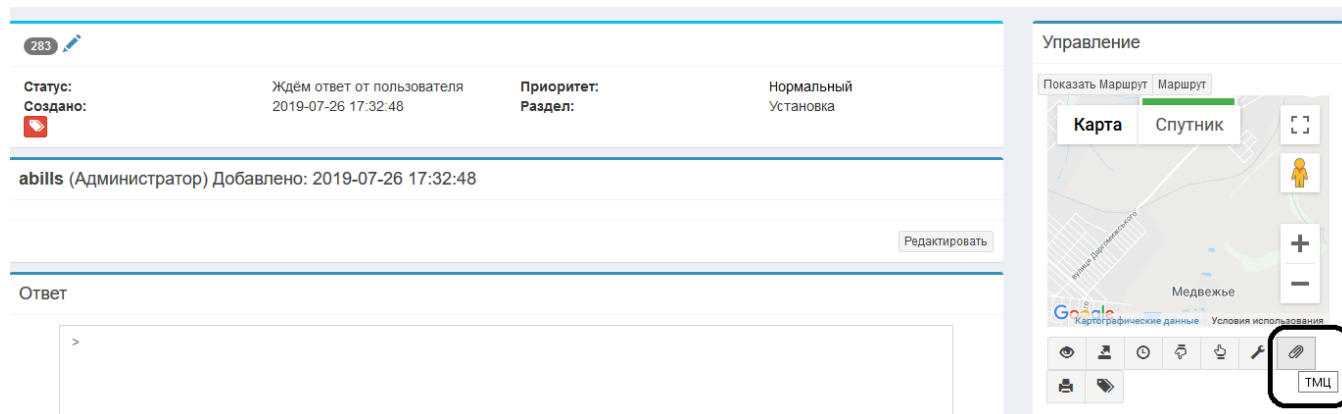 283
Статус: Ждём ответ от пользователя Приоритет: Нормальный
Создано: 2019-07-26 17:32:48 Раздел: Установка
abills (Администратор) Добавлено: 2019-07-26 17:32:48
Редактировать
Ответ
>
Управление
Показать Маршрут Маршрут
Карта Спутник
вулиця Даргомижського
Медвежье
Google
Картографические данные Условия использования
ТМЦ